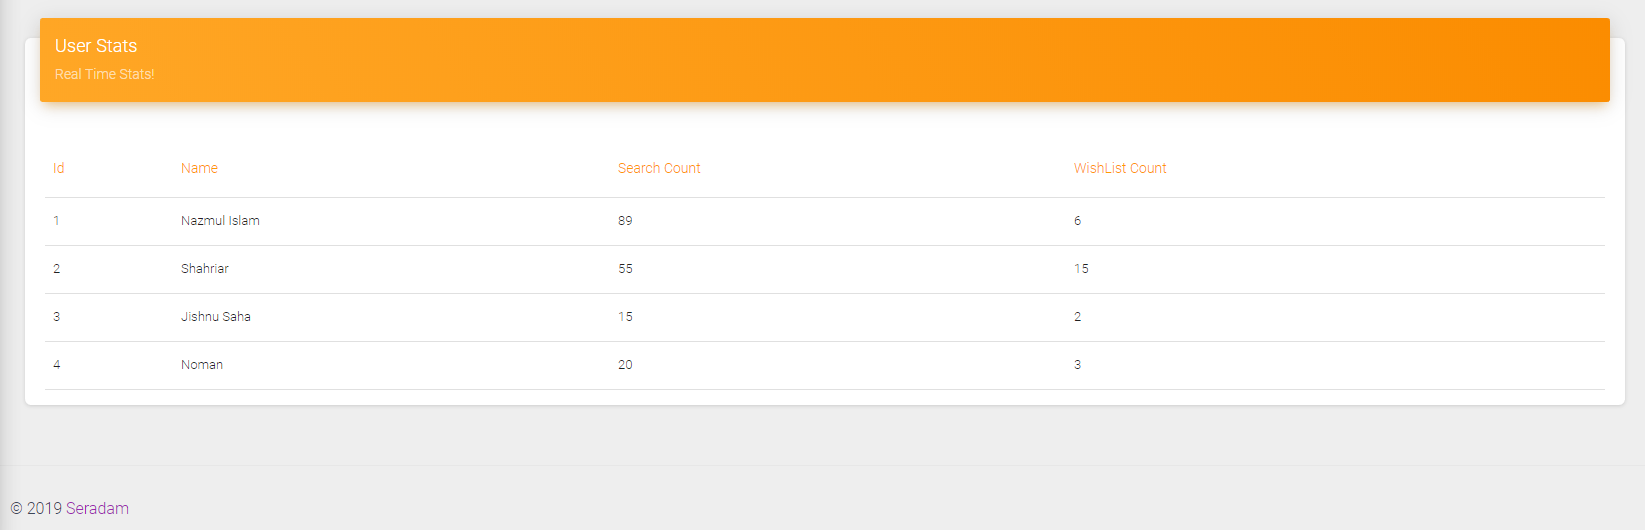 User Stats
Real Time Stats!
Id Name Search Count WishList Count
1 Nazmul Islam 89 6
2 Shahriar 55 15
3 Jishnu Saha 15 2
4 Noman 20 3
© 2019 Seradam